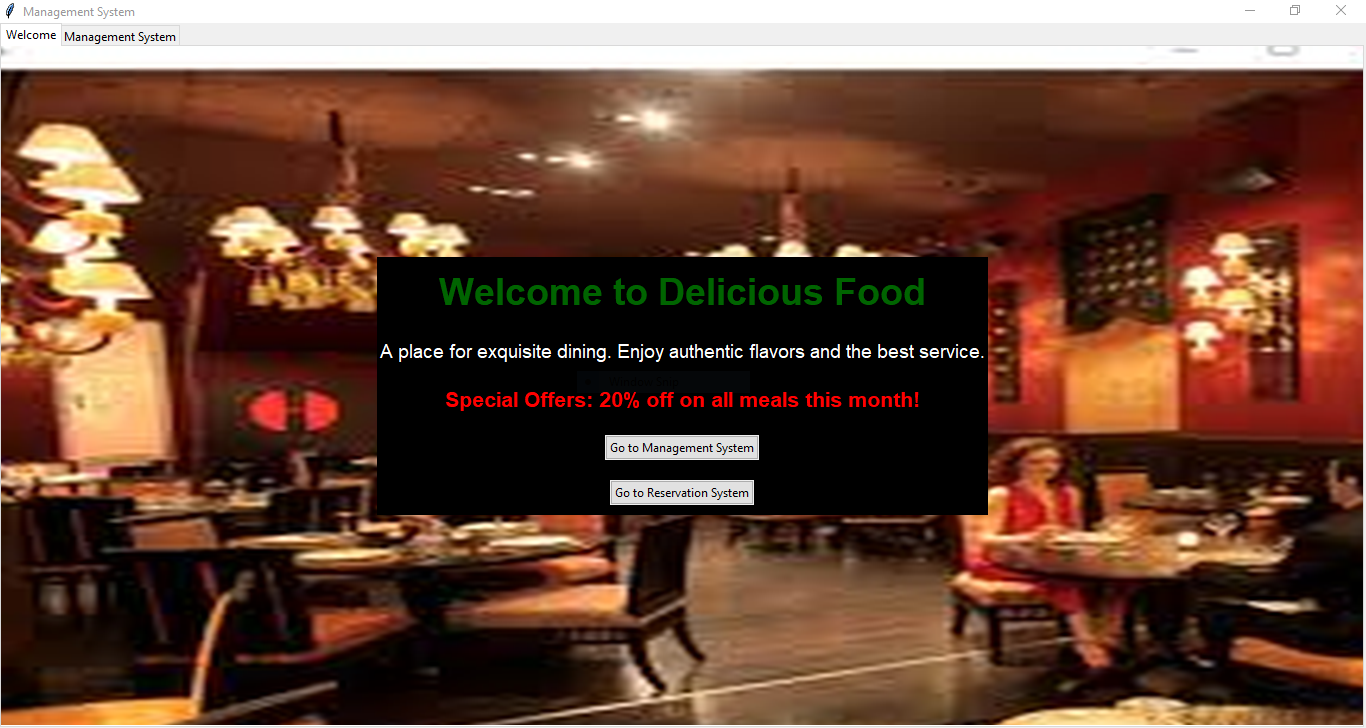 Management System
Welcome
Management System
Welcome to Delicious Food
A place for exquisite dining. Enjoy authentic flavors and the best service.
Special Offers: 20% off on all meals this month!
Go to Management System
Go to Reservation System